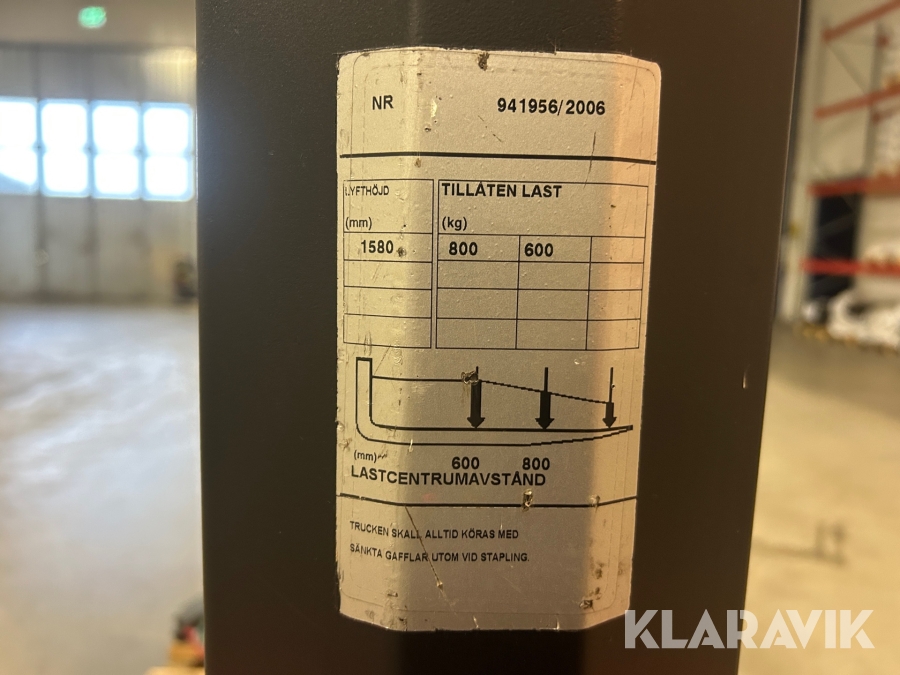 NR 941956/2006
LYFTHÖJD TILLÅTEN LAST
(mm) (kg)
1580 800 600
(mm) 600 800
LASTCENTRUMAVSTÅND
TRUCKEN SKALL ALLTID KÖRAS MED
SÄNKTA GAFFLAR UTOM VID STAPLING.
KLARAVIK